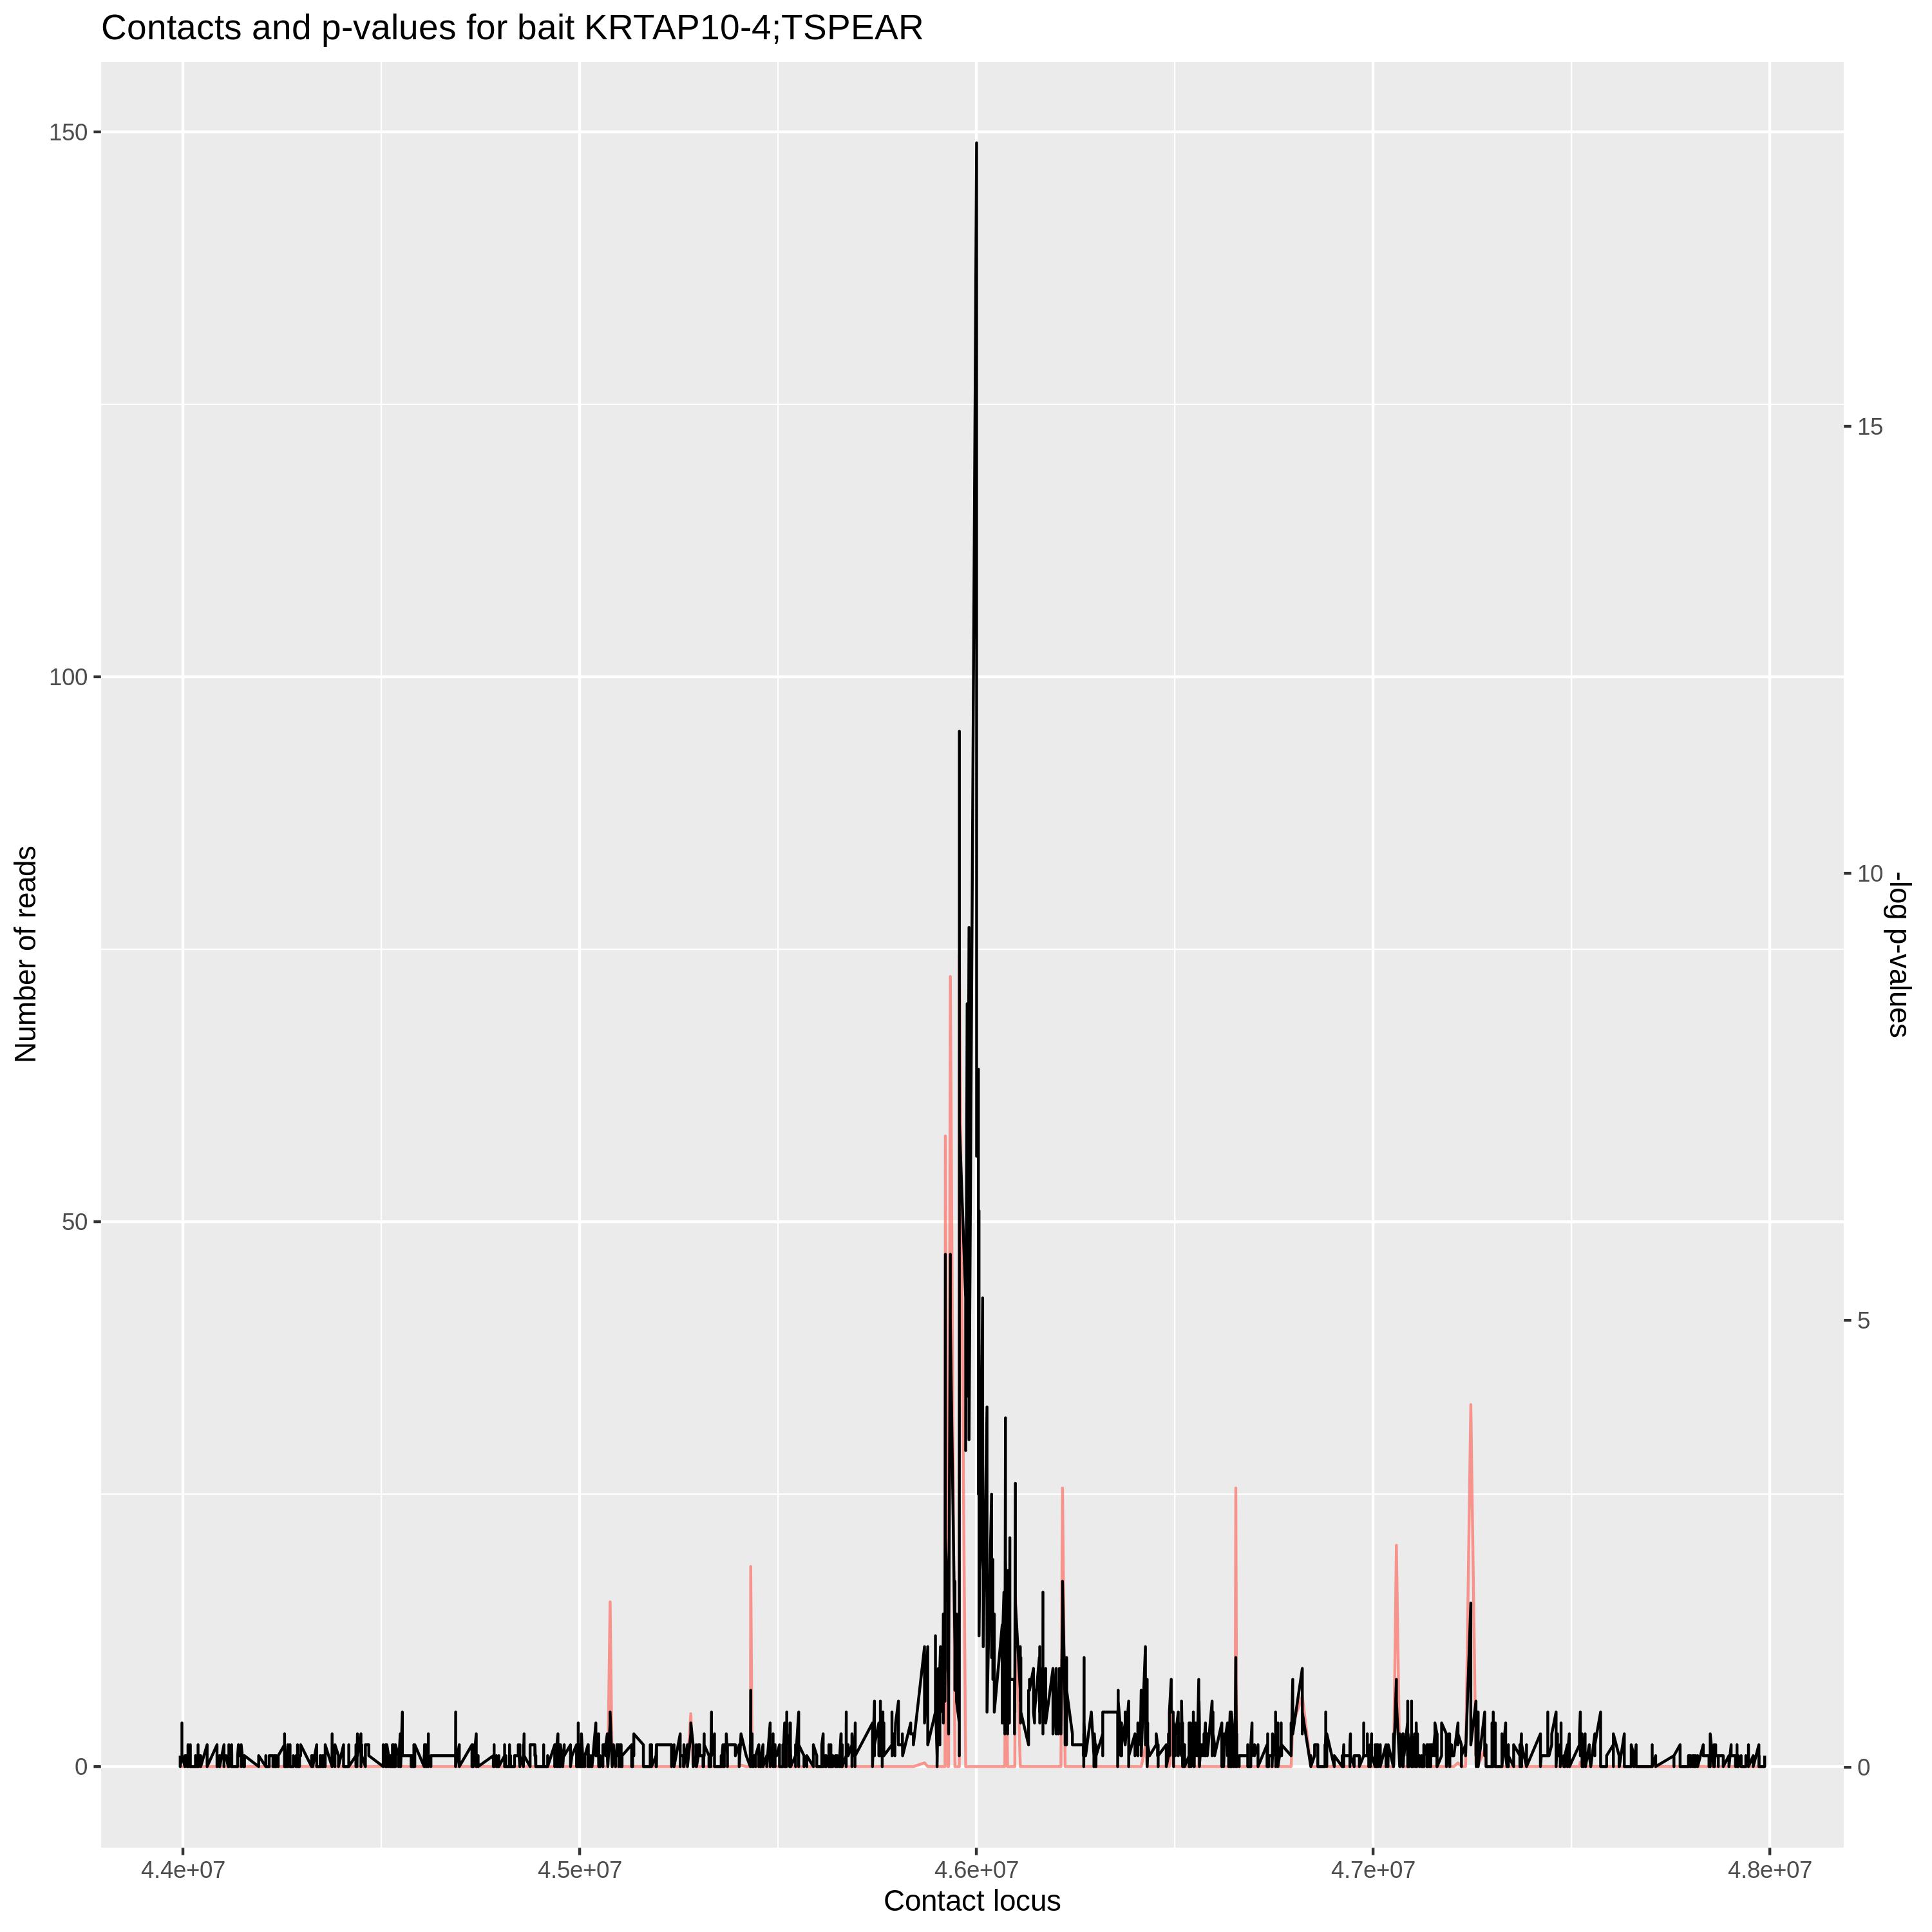 Contacts and p-values for bait KRTAP10-4;TSPEAR
150
100
50
0
Number of reads
15
10
5
0
-log p-values
4.4e+07
4.5e+07
4.6e+07
4.7e+07
4.8e+07
Contact locus